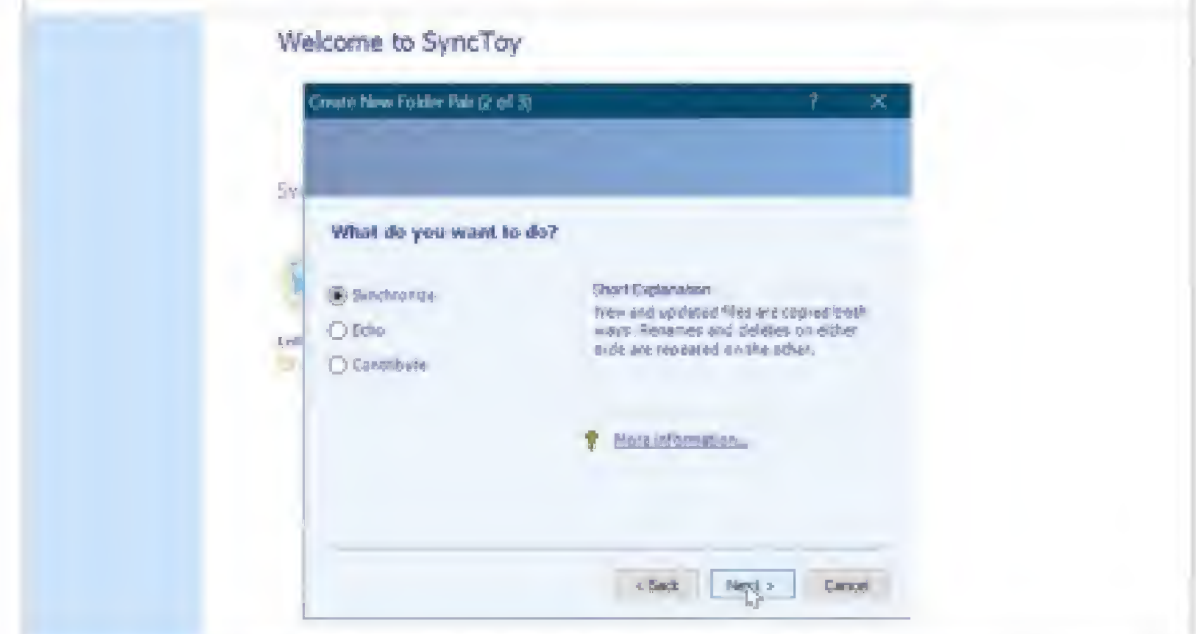 Welcome to SyncToy
Create New Folder Pair (2 of 3)
What do you want to do?
Synchronize
Echo
Contribute
Short Explanation
New and updated files are copied both
ways. Renames and deletes on either
side are repeated on the other.
More information...
< Back
Next >
Cancel